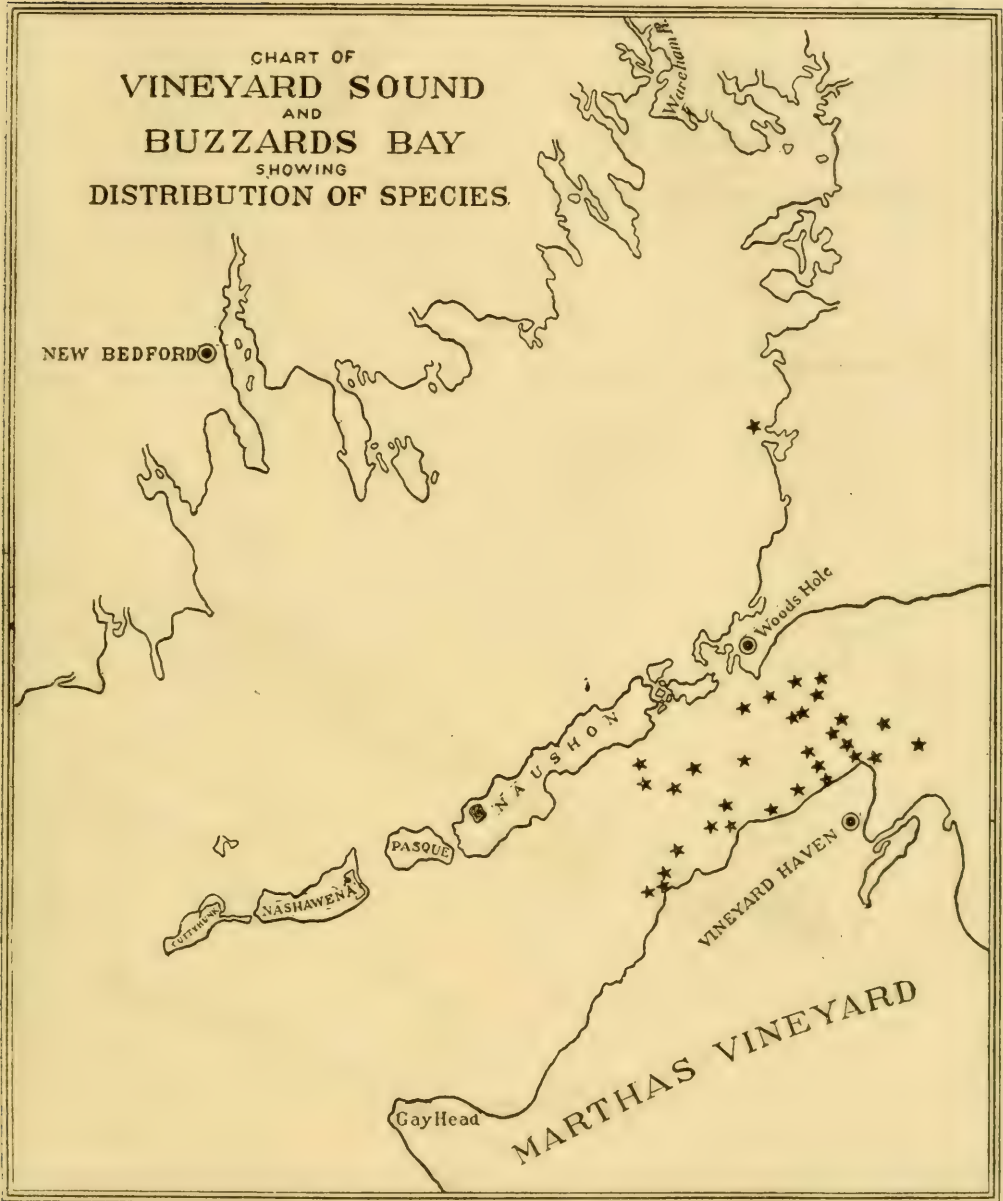 CHART OF
VINEYARD SOUND
AND
BUZZARDS BAY
SHOWING
DISTRIBUTION OF SPECIES.
Wareham R.
NEW BEDFORD
Woods Hole
NAUSHON
PASQUE
NASHAWENA
CUTTYHUNK
VINEYARD HAVEN
MARTHAS VINEYARD
Gay Head